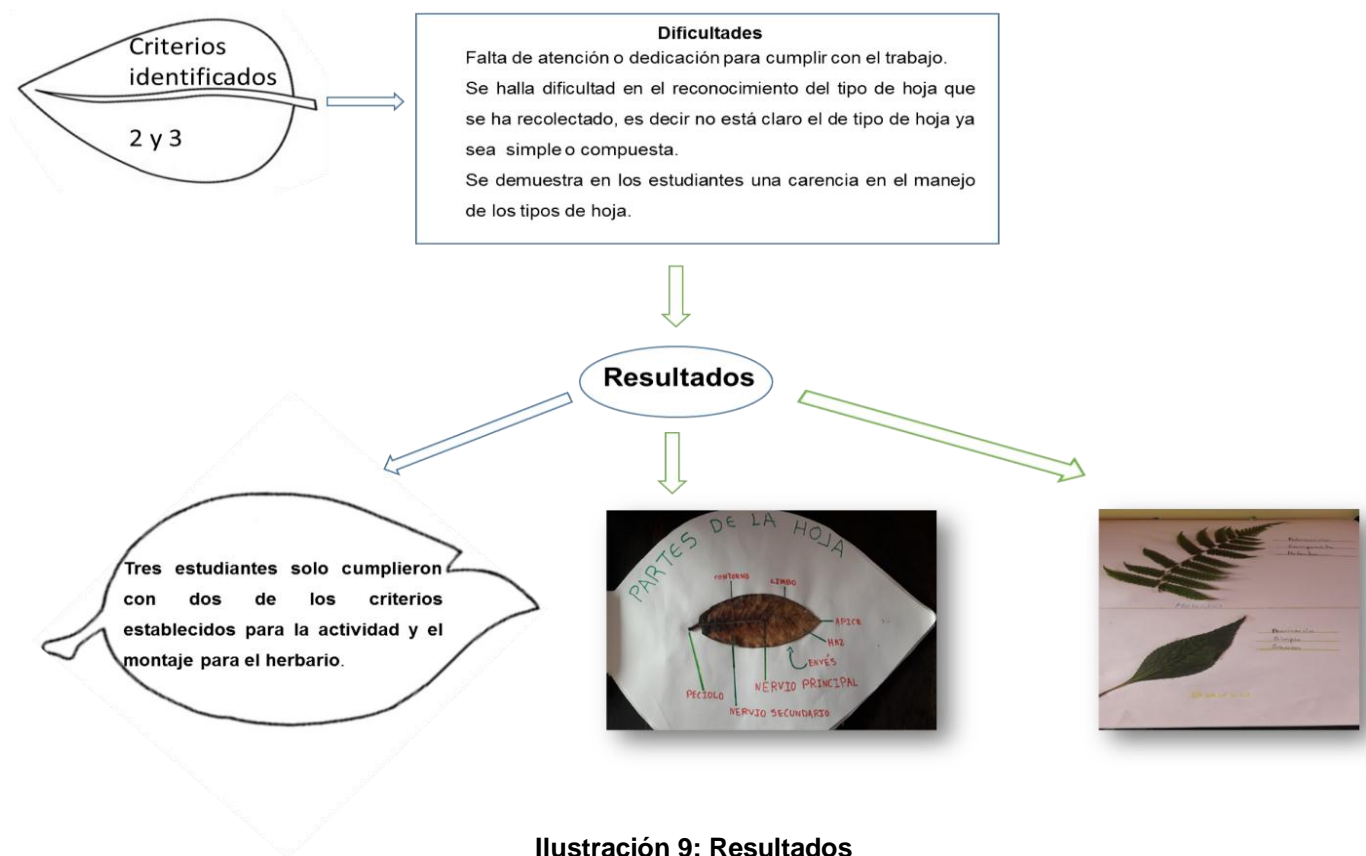 Criterios
identificados
2 y 3
Dificultades
Falta de atención o dedicación para cumplir con el trabajo.
Se halla dificultad en el reconocimiento del tipo de hoja que
se ha recolectado, es decir no está claro el de tipo de hoja ya
sea simple o compuesta.
Se demuestra en los estudiantes una carencia en el manejo
de los tipos de hoja.
Resultados
Tres estudiantes solo cumplieron
con dos de los criterios
establecidos para la actividad y el
montaje para el herbario.
PARTES DE LA HOJA
CONTORNO
LIMBO
APICE
HAZ
ENVÉS
NERVIO PRINCIPAL
PECIOLO
NERVIO SECUNDARIO
Simple
Ilustración 9: Resultados